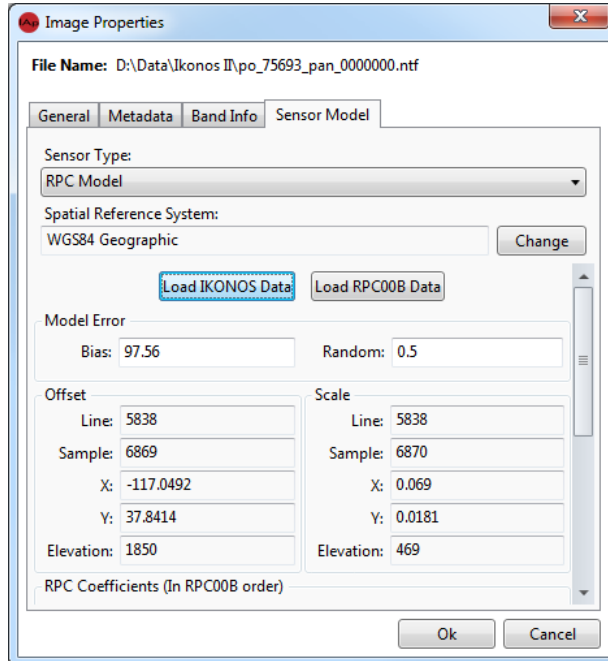 IAp Image Properties
File Name: D:\Data\Ikonos II\po_75693_pan_0000000.ntf
General Metadata Band Info Sensor Model
Sensor Type:
RPC Model
Spatial Reference System:
WGS84 Geographic Change
Load IKONOS Data Load RPC00B Data
Model Error
Bias: 97.56 Random: 0.5
Offset Scale
Line: 5838 Line: 5838
Sample: 6869 Sample: 6870
X: -117.0492 X: 0.069
Y: 37.8414 Y: 0.0181
Elevation: 1850 Elevation: 469
RPC Coefficients (In RPC00B order)
Ok Cancel